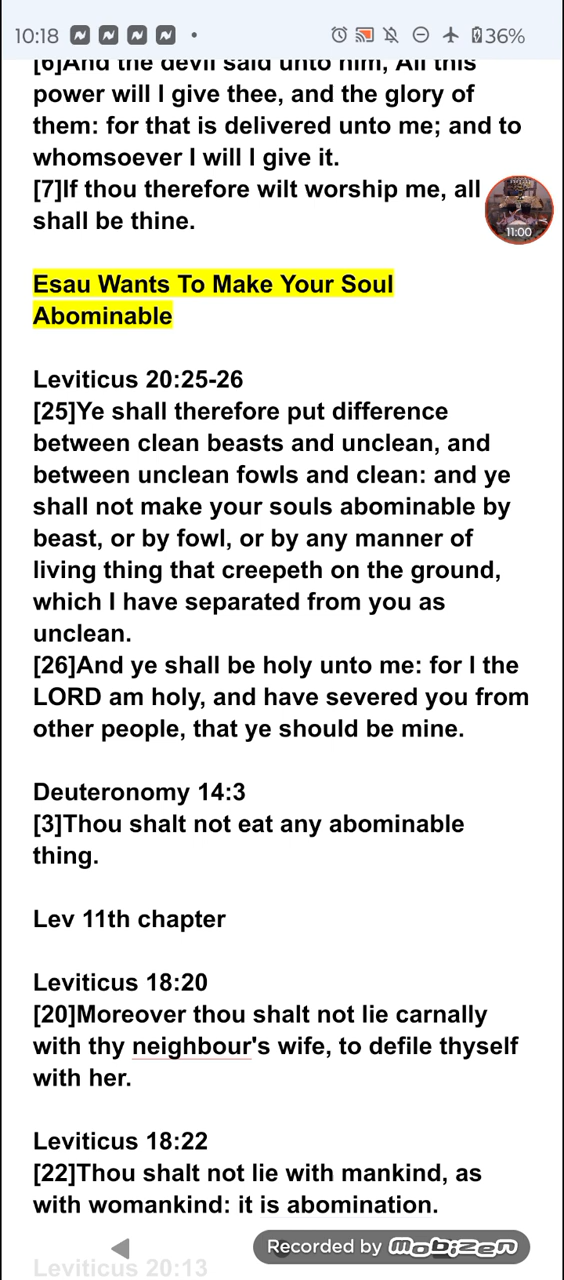 10:18
36%
[6]And the devil said unto him, All this
power will I give thee, and the glory of
them: for that is delivered unto me; and to
whomsoever I will I give it.
[7]If thou therefore wilt worship me, all
shall be thine.
11:00
Esau Wants To Make Your Soul
Abominable
Leviticus 20:25-26
[25]Ye shall therefore put difference
between clean beasts and unclean, and
between unclean fowls and clean: and ye
shall not make your souls abominable by
beast, or by fowl, or by any manner of
living thing that creepeth on the ground,
which I have separated from you as
unclean.
[26]And ye shall be holy unto me: for I the
LORD am holy, and have severed you from
other people, that ye should be mine.
Deuteronomy 14:3
[3]Thou shalt not eat any abominable
thing.
Lev 11th chapter
Leviticus 18:20
[20]Moreover thou shalt not lie carnally
with thy neighbour's wife, to defile thyself
with her.
Leviticus 18:22
[22]Thou shalt not lie with mankind, as
with womankind: it is abomination.
Recorded by mobizen
Leviticus 20:13